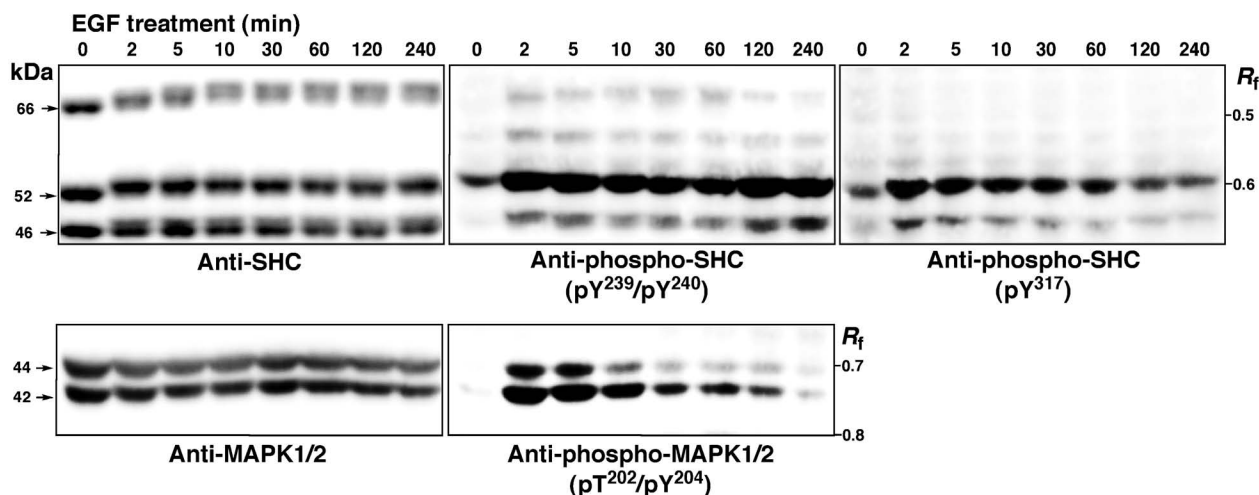 EGF treatment (min)
0 2 5 10 30 60 120 240 0 2 5 10 30 60 120 240 0 2 5 10 30 60 120 240
kDa
Rf
66
0.5
52
0.6
46
Anti-SHC
Anti-phospho-SHC
(pY239/pY240)
Anti-phospho-SHC
(pY317)
Rf
44
0.7
42
0.8
Anti-MAPK1/2
Anti-phospho-MAPK1/2
(pT202/pY204)